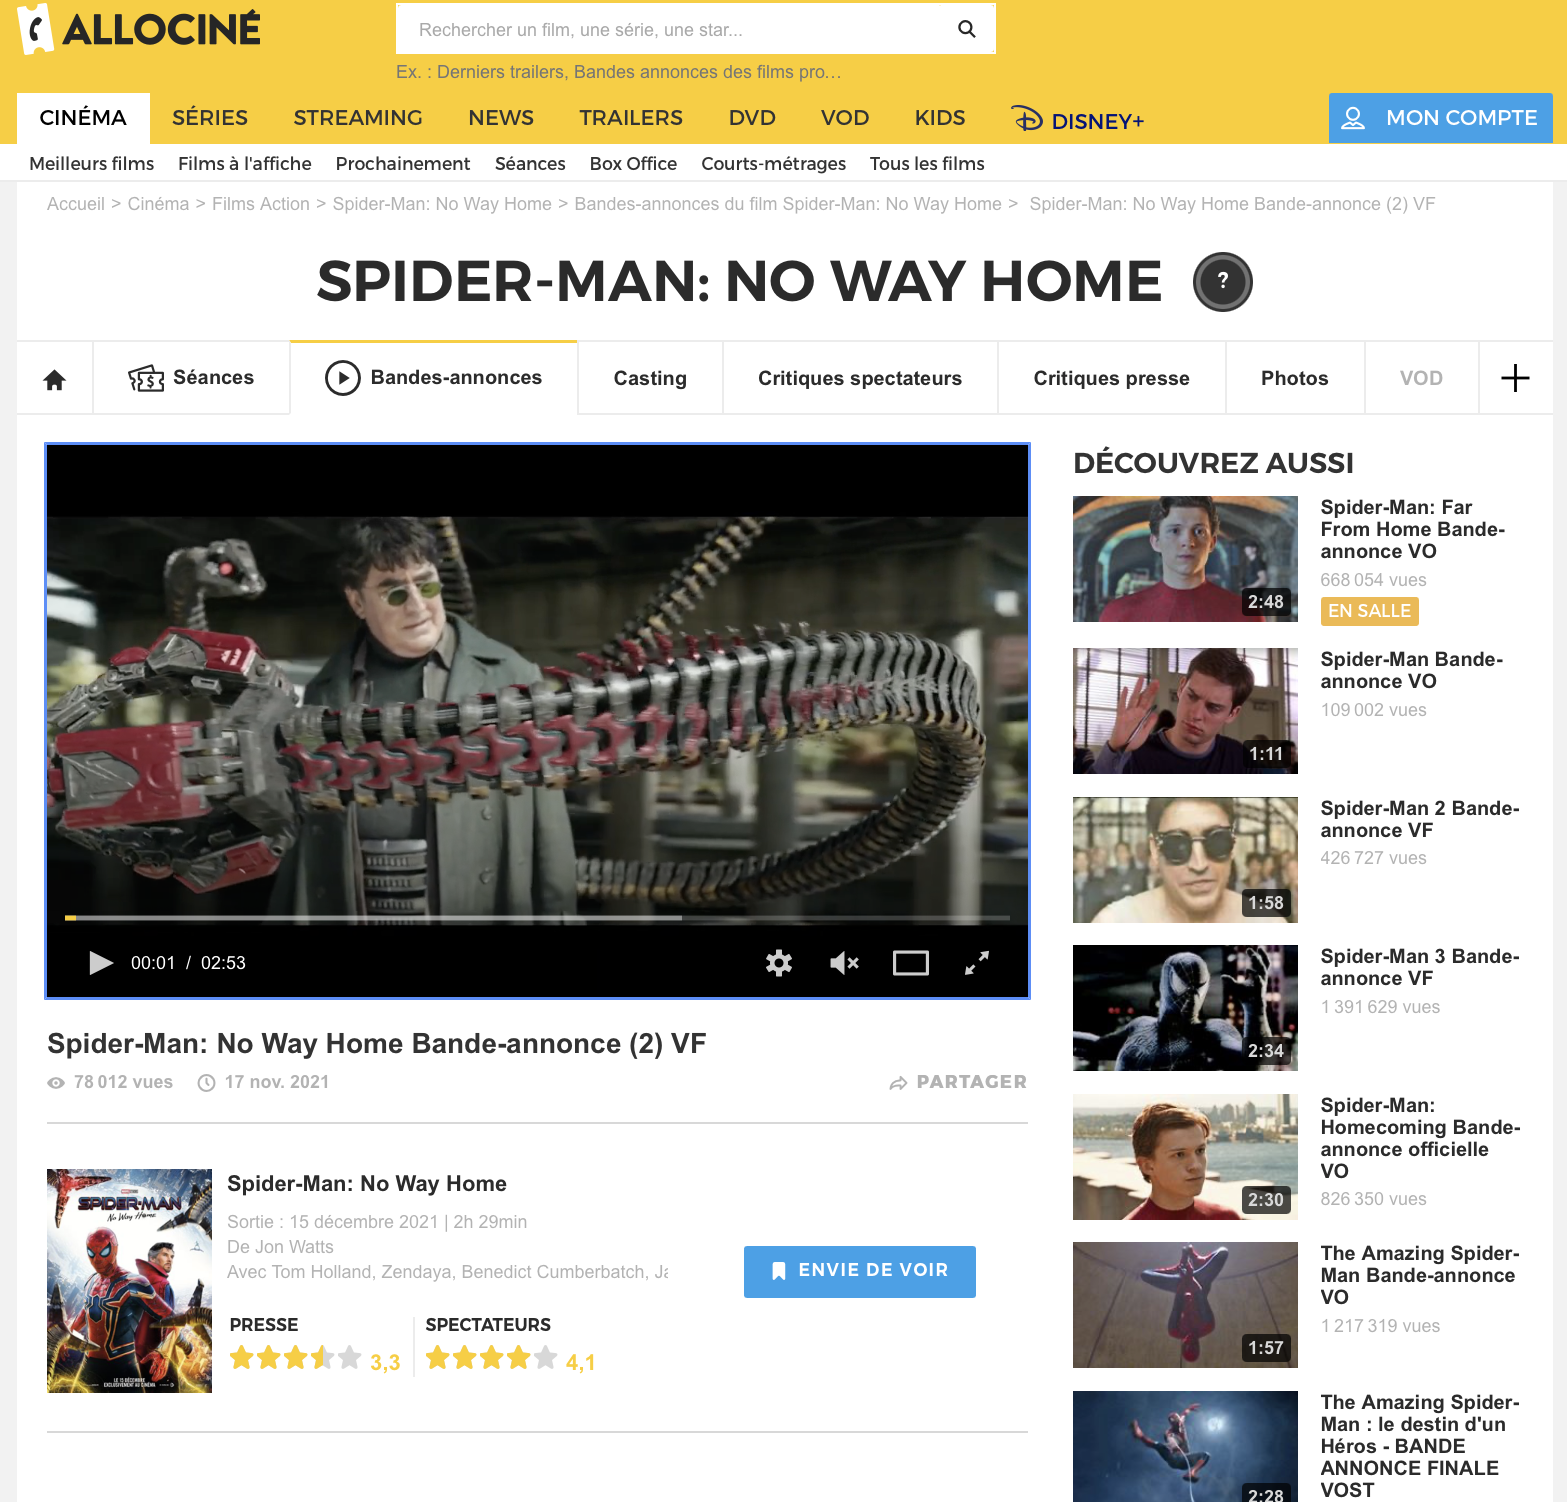 ALLOCINÉ
Rechercher un film, une série, une star...
Ex. : Derniers trailers, Bandes annonces des films pro…
CINÉMA SÉRIES STREAMING NEWS TRAILERS DVD VOD KIDS DISNEY+ MON COMPTE
Meilleurs films Films à l'affiche Prochainement Séances Box Office Courts-métrages Tous les films
Accueil > Cinéma > Films Action > Spider-Man: No Way Home > Bandes-annonces du film Spider-Man: No Way Home > Spider-Man: No Way Home Bande-annonce (2) VF
SPIDER-MAN: NO WAY HOME ?
Séances Bandes-annonces Casting Critiques spectateurs Critiques presse Photos VOD
00:01 / 02:53
Spider-Man: No Way Home Bande-annonce (2) VF
78 012 vues 17 nov. 2021 PARTAGER
SPIDER-MAN
No Way Home
LE 15 DÉCEMBRE
EXCLUSIVEMENT AU CINÉMA
Spider-Man: No Way Home
Sortie : 15 décembre 2021 | 2h 29min
De Jon Watts
Avec Tom Holland, Zendaya, Benedict Cumberbatch, Ja
ENVIE DE VOIR
PRESSE
3,3
SPECTATEURS
4,1
DÉCOUVREZ AUSSI
2:48
Spider-Man: Far
From Home Bande-
annonce VO
668 054 vues
EN SALLE
1:11
Spider-Man Bande-
annonce VO
109 002 vues
1:58
Spider-Man 2 Bande-
annonce VF
426 727 vues
2:34
Spider-Man 3 Bande-
annonce VF
1 391 629 vues
2:30
Spider-Man:
Homecoming Bande-
annonce officielle
VO
826 350 vues
1:57
The Amazing Spider-
Man Bande-annonce
VO
1 217 319 vues
2:28
The Amazing Spider-
Man : le destin d'un
Héros - BANDE
ANNONCE FINALE
VOST